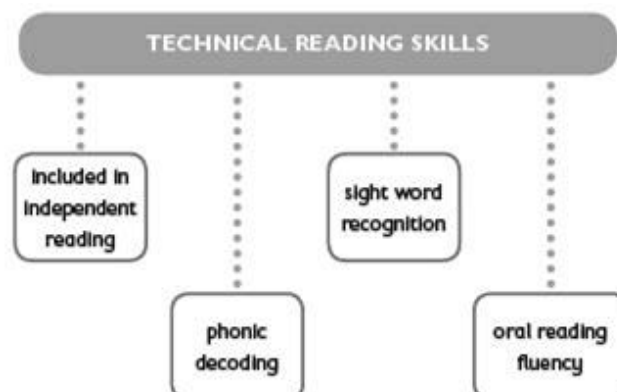 TECHNICAL READING SKILLS
included in
independent
reading
phonic
decoding
sight word
recognition
oral reading
fluency